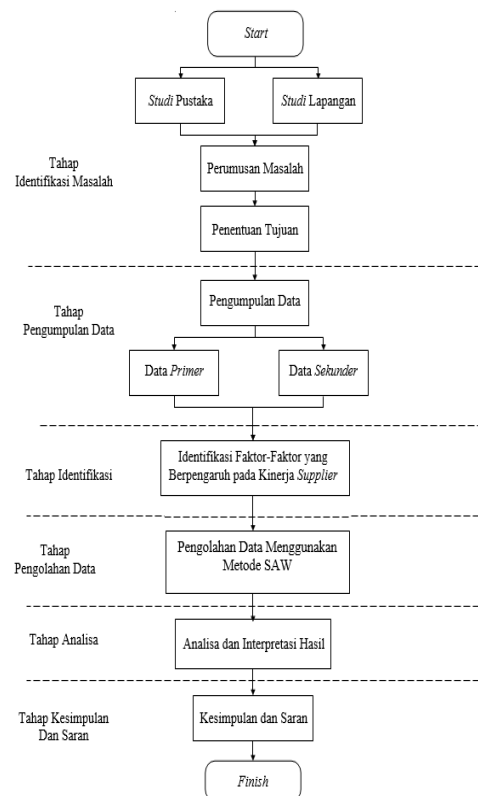 Start
Studi Pustaka
Studi Lapangan
Tahap
Identifikasi Masalah
Perumusan Masalah
Penentuan Tujuan
Tahap
Pengumpulan Data
Pengumpulan Data
Data Primer
Data Sekunder
Tahap Identifikasi
Identifikasi Faktor-Faktor yang
Berpengaruh pada Kinerja Supplier
Tahap
Pengolahan Data
Pengolahan Data Menggunakan
Metode SAW
Tahap Analisa
Analisa dan Interpretasi Hasil
Tahap Kesimpulan
Dan Saran
Kesimpulan dan Saran
Finish